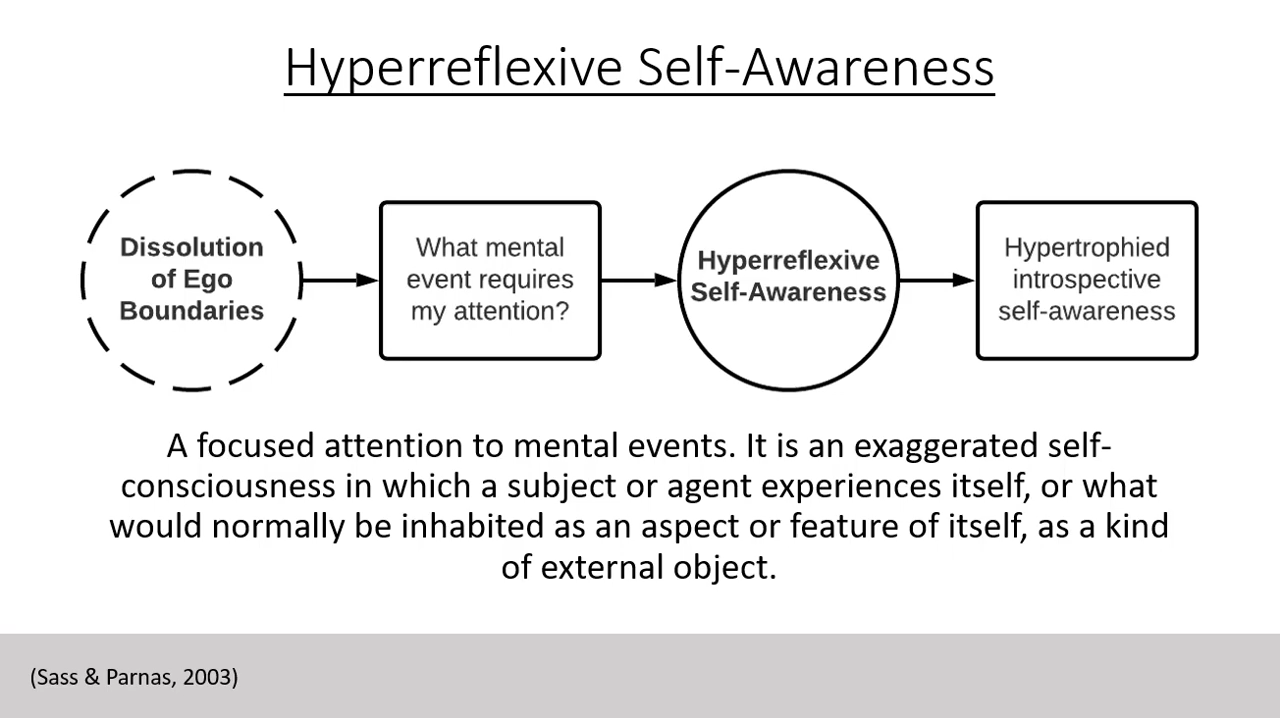 Hyperreflexive Self-Awareness
Dissolution
of Ego
Boundaries
What mental
event requires
my attention?
Hyperreflexive
Self-Awareness
Hypertrophied
introspective
self-awareness
A focused attention to mental events. It is an exaggerated self-
consciousness in which a subject or agent experiences itself, or what
would normally be inhabited as an aspect or feature of itself, as a kind
of external object.
(Sass & Parnas, 2003)